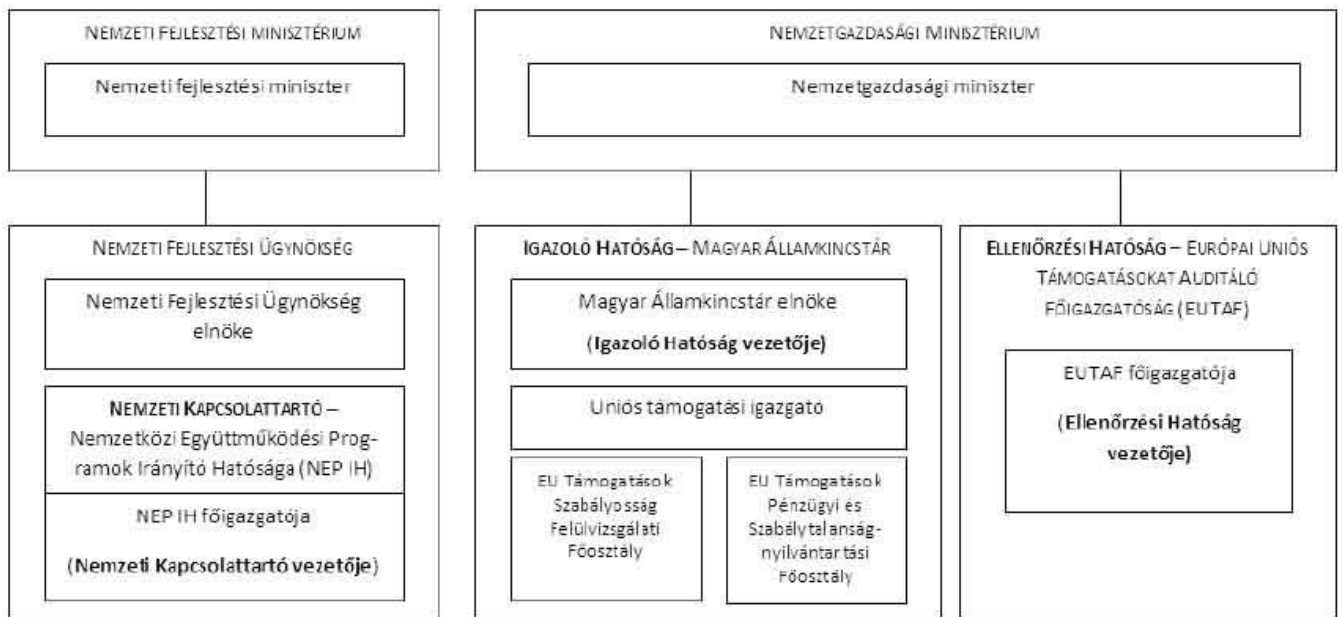 NEMZETI FEJLESZTÉSI MINISZTÉRIUM
Nemzeti fejlesztési miniszter
NEMZETGAZDASÁGI MINISZTÉRIUM
Nemzetgazdasági miniszter
NEMZETI FEJLESZTÉSI ÜGYNÖKSÉG
Nemzeti Fejlesztési Ügynökség
elnöke
NEMZETI KAPCSOLATTARTÓ –
Nemzetközi Együttműködési Prog-
ramok Irányító Hatósága (NEP IH)
NEP IH főigazgatója
(Nemzeti Kapcsolattartó vezetője)
IGAZOLÓ HATÓSÁG – MAGYAR ÁLLAMKINCSTÁR
Magyar Államkincstár elnöke
(Igazoló Hatóság vezetője)
Uniós támogatási igazgató
EU Támogatások
Szabályosság
Felülvizsgálati
Főosztály
EU Támogatások
Pénzügyi és
Szabálytalanság-
nyilvántartási
Főosztály
ELLENŐRZÉSI HATÓSÁG – EURÓPAI UNIÓS
TÁMOGATÁSOKAT AUDITÁLÓ
FŐIGAZGATÓSÁG (EUTAF)
EUTAF főigazgatója
(Ellenőrzési Hatóság
vezetője)